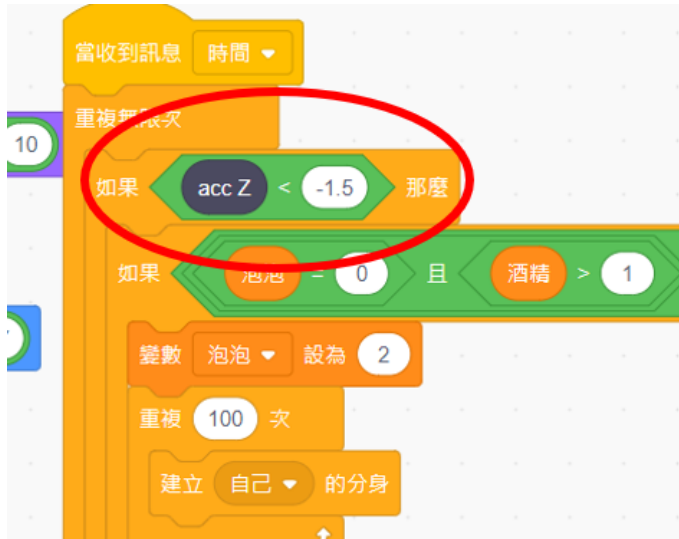 當收到訊息 時間
重複無限次
10
如果 acc Z < -1.5 那麼
如果 泡泡 = 0 且 酒精 > 1
變數 泡泡 設為 2
重複 100 次
建立 自己 的分身